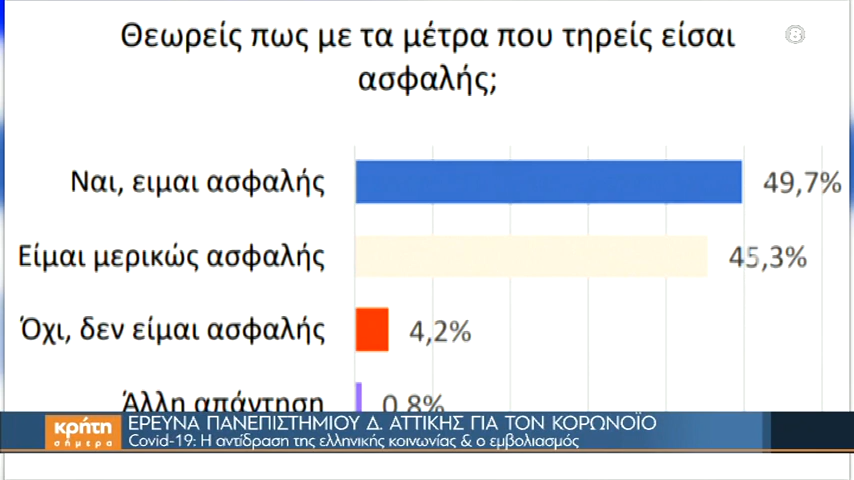 Θεωρείς πως με τα μέτρα που τηρείς είσαι
ασφαλής;
Ναι, ειμαι ασφαλής
49,7%
Είμαι μερικώς ασφαλής
45,3%
Όχι, δεν είμαι ασφαλής
4,2%
Άλλη απάντηση
0,8%
κρήτη
σήμερα
ΕΡΕΥΝΑ ΠΑΝΕΠΙΣΤΗΜΙΟΥ Δ. ΑΤΤΙΚΗΣ ΓΙΑ ΤΟΝ ΚΟΡΩΝΟΪΟ
Covid-19: Η αντίδραση της ελληνικής κοινωνίας & ο εμβολιασμός